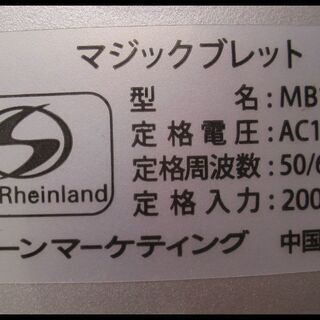 マジックブレット
型　名:MB
定格電圧:AC1
Rheinland
定格周波数:50/6
定格入力:200
ーンマーケティング 中国